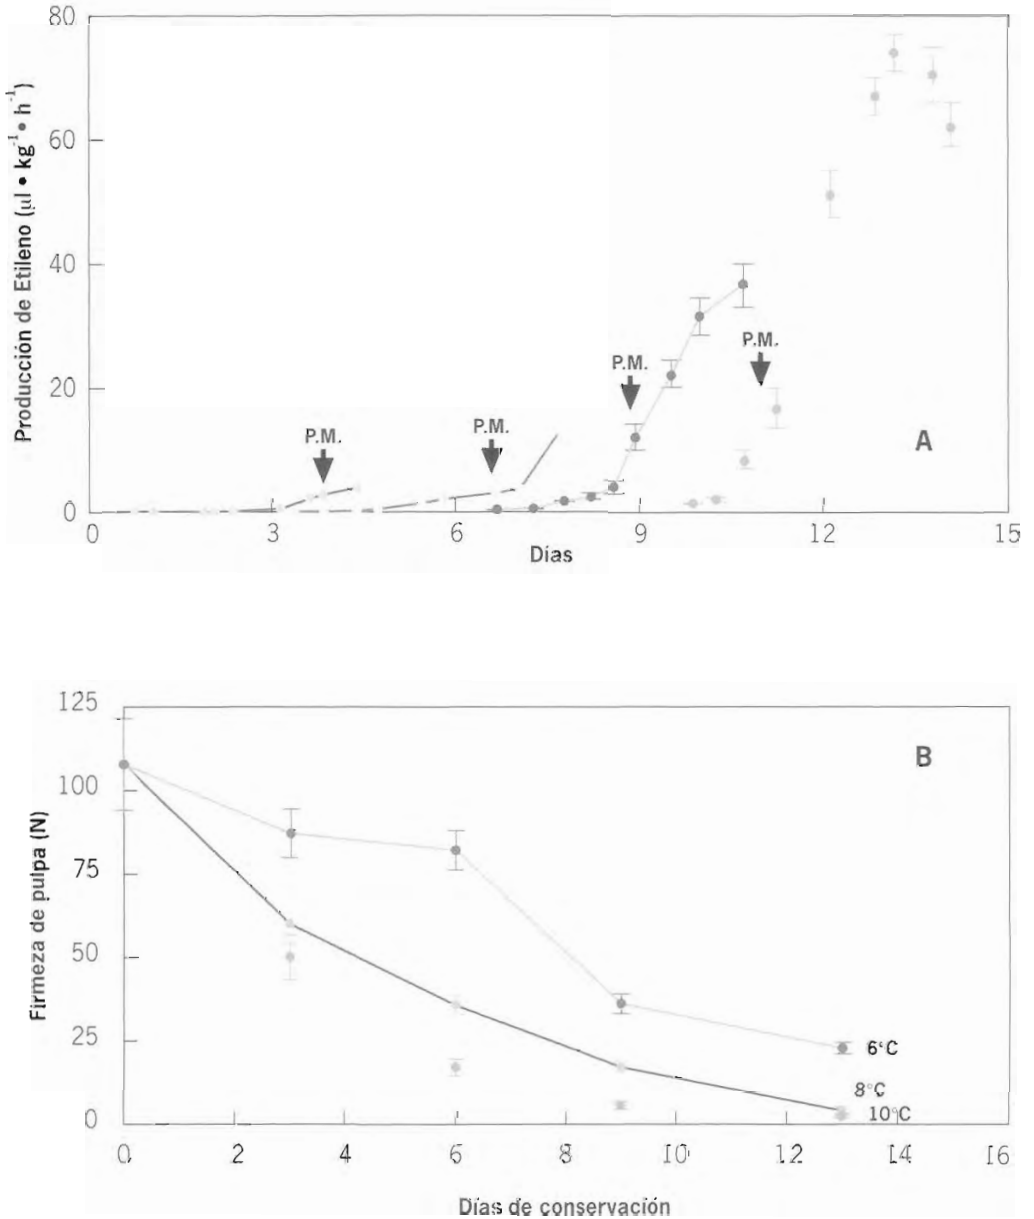 80
60
40
20
0
Producción de Etileno (µl • kg⁻¹ • h⁻¹)
P.M.
P.M.
P.M.
P.M.
A
0 3 6 9 12 15
Días
125
100
75
50
25
0
Firmeza de pulpa (N)
B
6°C
8°C
10°C
0 2 4 6 8 10 12 14 16
Días de conservación